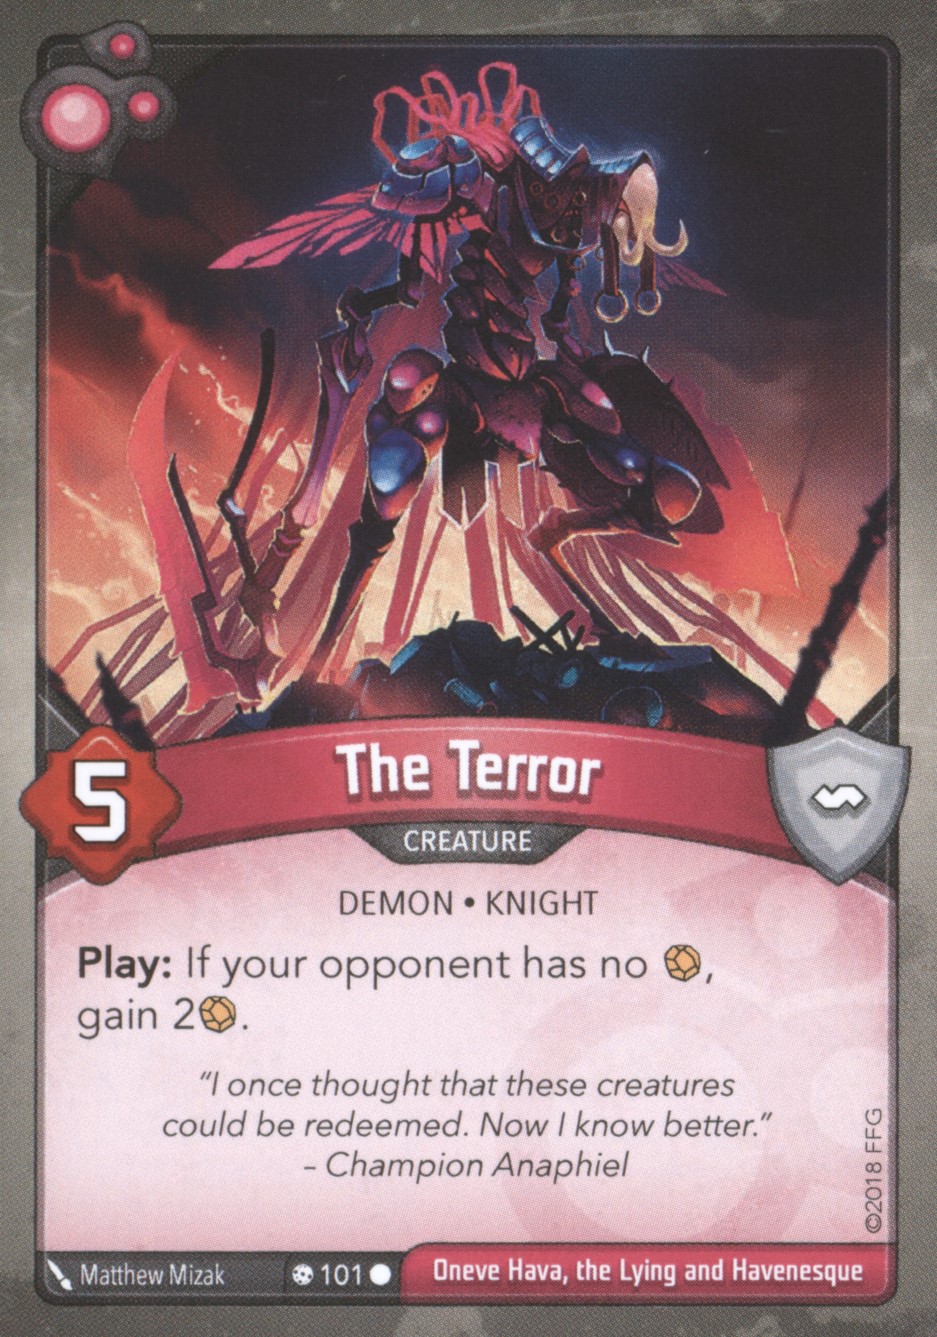 5
The Terror
CREATURE
DEMON • KNIGHT
Play: If your opponent has no ,
gain 2.
“I once thought that these creatures
could be redeemed. Now I know better.”
– Champion Anaphiel
©2018 FFG
Matthew Mizak
101
Oneve Hava, the Lying and Havenesque